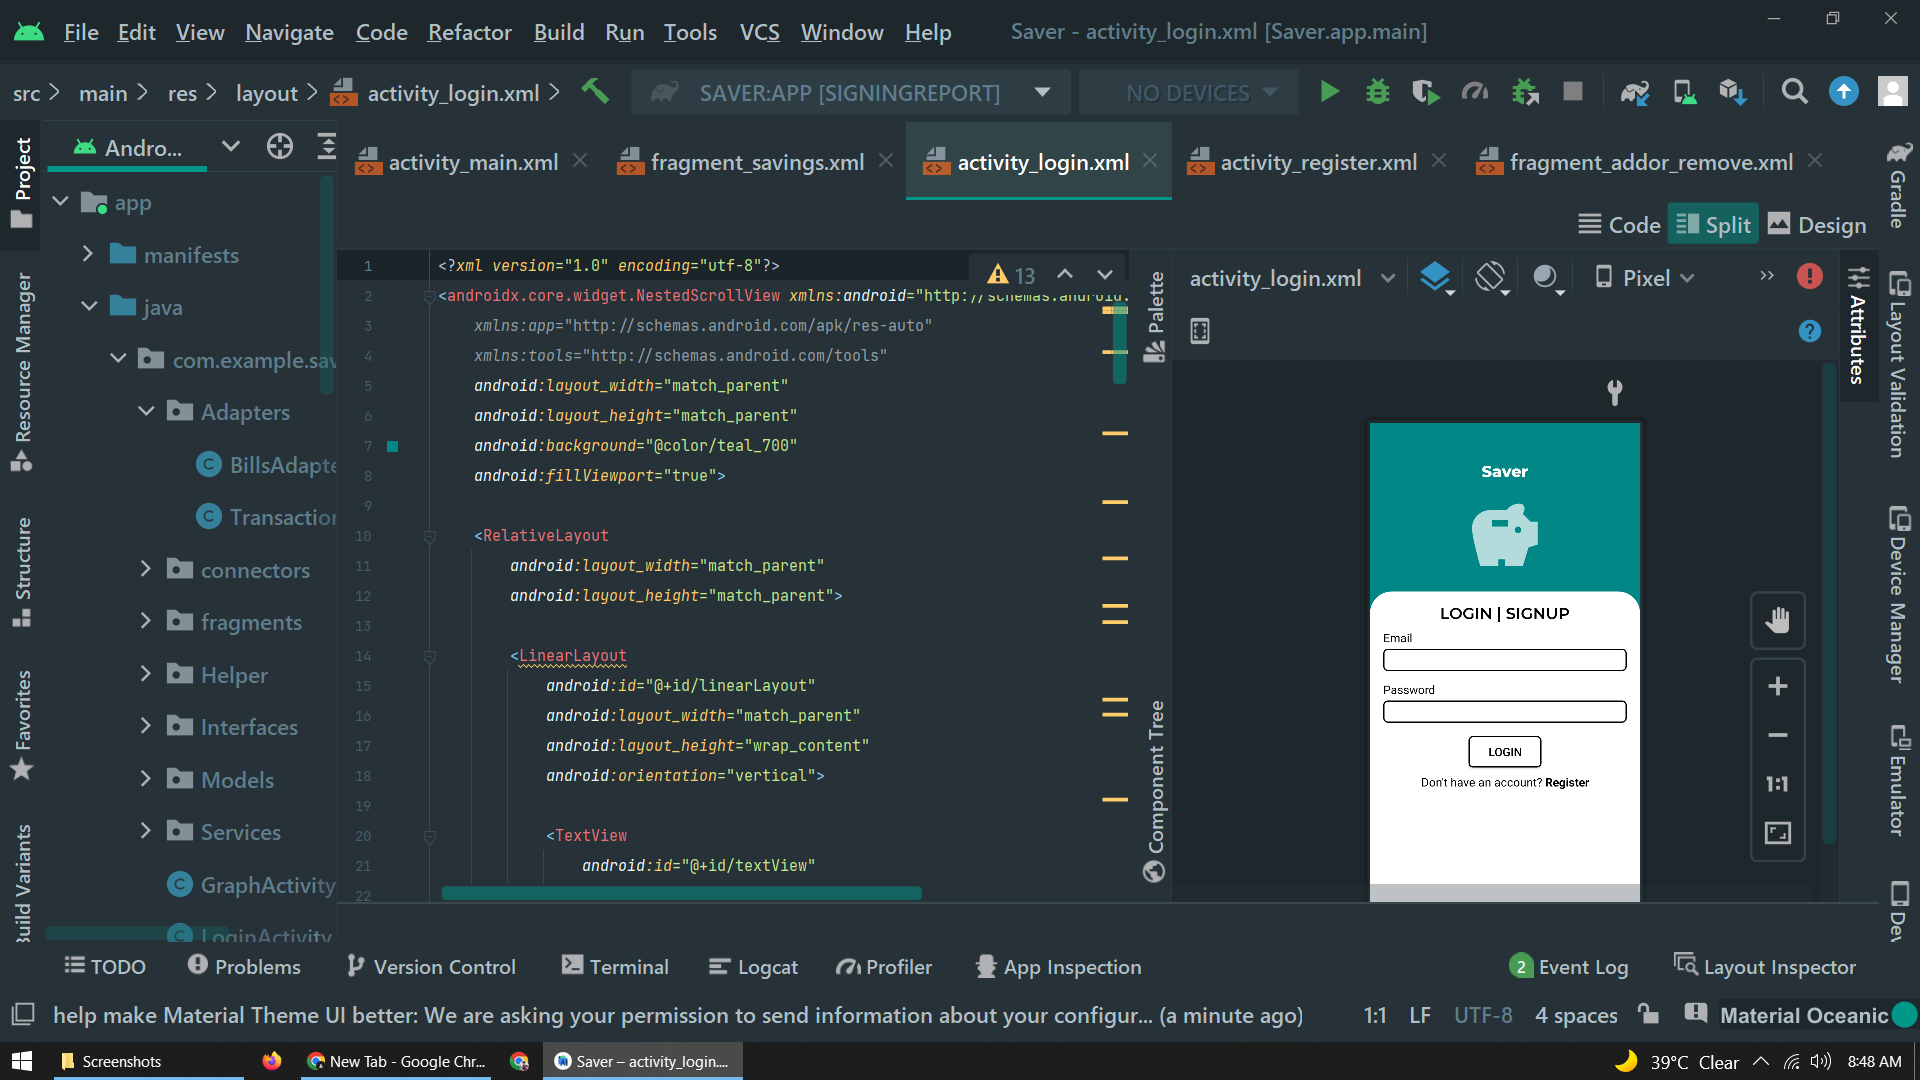 File Edit View Navigate Code Refactor Build Run Tools VCS Window Help Saver - activity_login.xml [Saver.app.main]
src main res layout activity_login.xml SAVER:APP [SIGNINGREPORT] NO DEVICES
Andro... activity_main.xml fragment_savings.xml activity_login.xml activity_register.xml fragment_addor_remove.xml
Code Split Design
Project
Resource Manager
Structure
Favorites
Build Variants
app
manifests
java
com.example.sav
Adapters
BillsAdapte
Transaction
connectors
fragments
Helper
Interfaces
Models
Services
GraphActivity
LoginActivity
13
1 <?xml version="1.0" encoding="utf-8"?>
2 <androidx.core.widget.NestedScrollView xmlns:android="http://schemas.android.
3 xmlns:app="http://schemas.android.com/apk/res-auto"
4 xmlns:tools="http://schemas.android.com/tools"
5 android:layout_width="match_parent"
6 android:layout_height="match_parent"
7 android:background="@color/teal_700"
8 android:fillViewport="true">
9
10 <RelativeLayout
11 android:layout_width="match_parent"
12 android:layout_height="match_parent">
13
14 <LinearLayout
15 android:id="@+id/linearLayout"
16 android:layout_width="match_parent"
17 android:layout_height="wrap_content"
18 android:orientation="vertical">
19
20 <TextView
21 android:id="@+id/textView"
22
Palette
Component Tree
activity_login.xml Pixel
Saver
LOGIN | SIGNUP
Email
Password
LOGIN
Don't have an account? Register
1:1
Attributes
Gradle
Layout Validation
Device Manager
Emulator
Dev
TODO Problems Version Control Terminal Logcat Profiler App Inspection 2 Event Log Layout Inspector
help make Material Theme UI better: We are asking your permission to send information about your configur... (a minute ago) 1:1 LF UTF-8 4 spaces Material Oceanic
Screenshots New Tab - Google Chr... Saver – activity_login.... 39°C Clear 8:48 AM